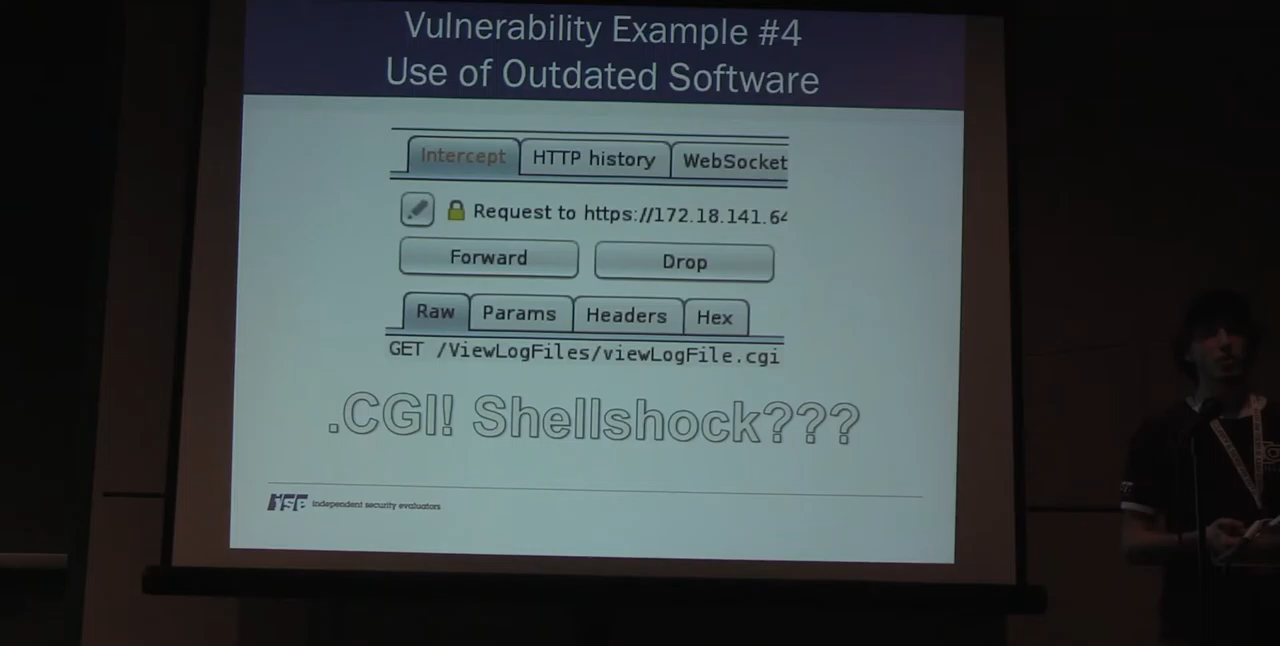 Vulnerability Example #4
Use of Outdated Software
Intercept HTTP history WebSocket
Request to https://172.18.141.64
Forward Drop
Raw Params Headers Hex
GET /ViewLogFiles/viewLogFile.cgi
.CGI! Shellshock???
ise independent security evaluators